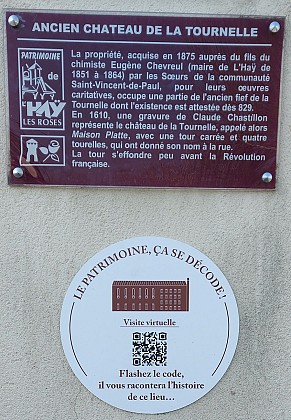 ANCIEN CHATEAU DE LA TOURNELLE
PATRIMOINE
L'HAŸ
LES ROSES
La propriété, acquise en 1875 auprès du fils du
chimiste Eugène Chevreul (maire de L'Haÿ de
1851 à 1864) par les Sœurs de la communauté
Saint-Vincent-de-Paul, pour leurs œuvres
caritatives, occupe une partie de l'ancien fief de la
Tournelle dont l'existence est attestée dès 829.
En 1610, une gravure de Claude Chastillon
représente le château de la Tournelle, appelé alors
Maison Platte, avec une tour carrée et quatre
tourelles, qui ont donné son nom à la rue.
La tour s'effondre peu avant la Révolution
française.
LE PATRIMOINE, ÇA SE DÉCODE !
Visite virtuelle
Flashez le code,
il vous racontera l'histoire
de ce lieu...